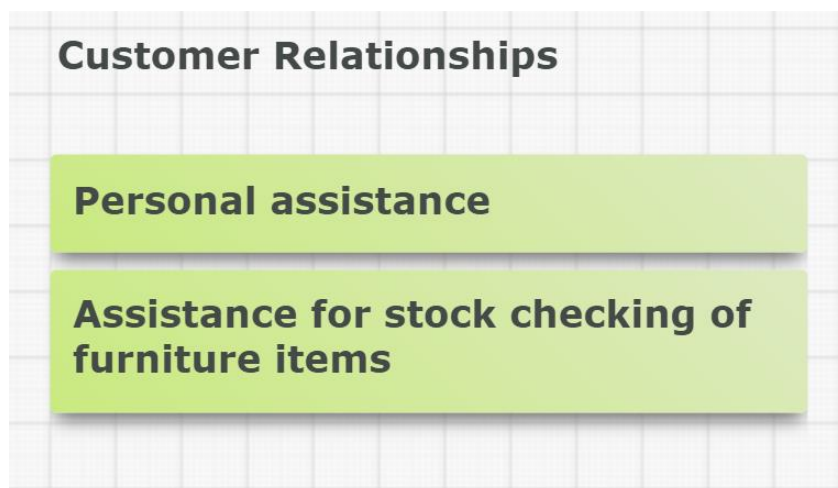 Customer Relationships
Personal assistance
Assistance for stock checking of
furniture items